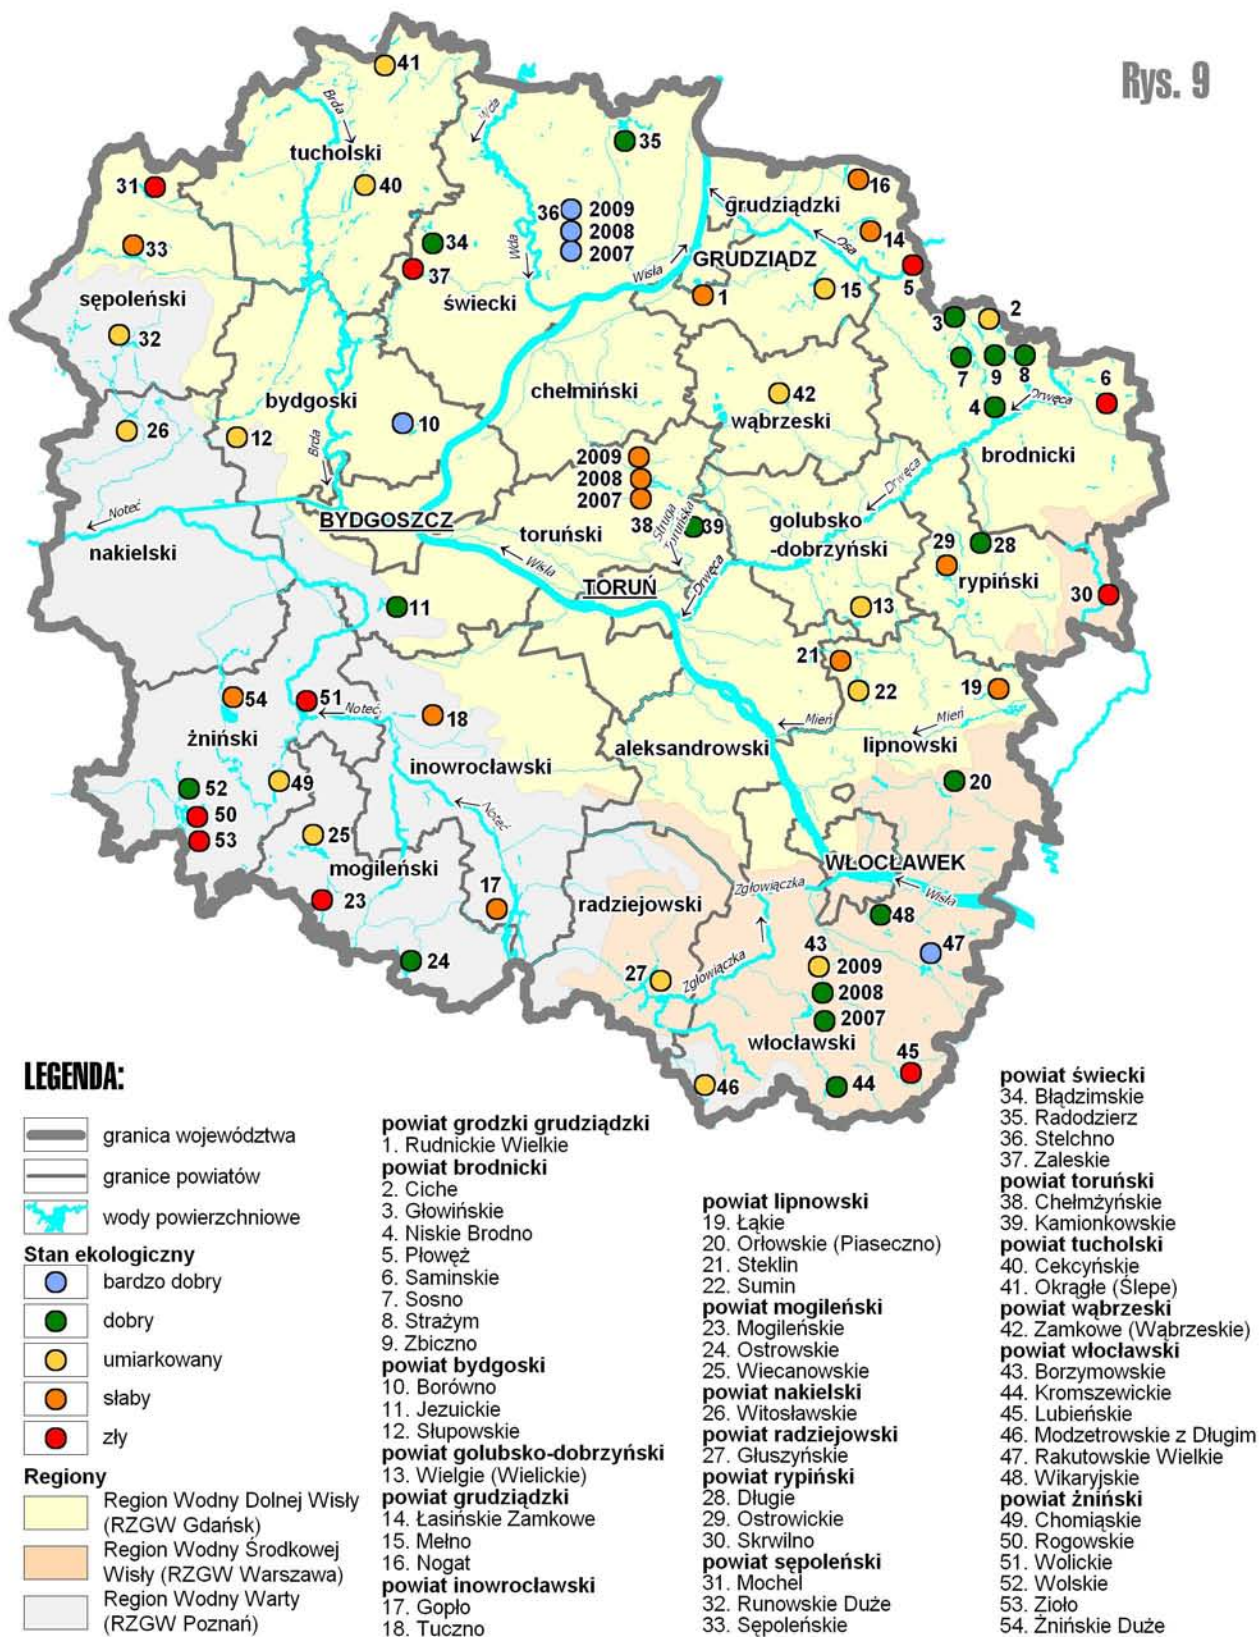 Rys. 9
41
Brda
Wda
35
tucholski
31
40
16
36
2009
2008
2007
grudziądzki
14
Osa
33
34
37
Wda
Wisła
GRUDZIĄDZ
5
sępoleński
świecki
1
15
3
2
32
7
9
8
6
chełmiński
bydgoski
42
4
Drwęca
wąbrzeski
26
12
10
brodnicki
Brda
2009
2008
2007
Drwęca
Noteć
BYDGOSZCZ
38
Struga Toruńska
39
golubsko
-dobrzyński
nakielski
toruński
29
28
rypiński
Wisła
TORUŃ
Drwęca
30
11
13
21
54
51
22
19
Noteć
18
Mień
Mień
żniński
aleksandrowski
lipnowski
inowrocławski
52
49
20
50
Noteć
53
25
mogileński
WŁOCŁAWEK
17
Zgłowiączka
Wisła
23
radziejowski
48
47
24
43
2009
27
Zgłowiączka
2008
2007
włocławski
45
46
44
LEGENDA:
granica województwa
granice powiatów
wody powierzchniowe
Stan ekologiczny
bardzo dobry
dobry
umiarkowany
słaby
zły
Regiony
Region Wodny Dolnej Wisły
(RZGW Gdańsk)
Region Wodny Środkowej
Wisły (RZGW Warszawa)
Region Wodny Warty
(RZGW Poznań)
powiat grodzki grudziądzki
1. Rudnickie Wielkie
powiat brodnicki
2. Ciche
3. Głowińskie
4. Niskie Brodno
5. Płowęż
6. Saminskie
7. Sosno
8. Strażym
9. Zbiczno
powiat bydgoski
10. Borówno
11. Jezuickie
12. Słupowskie
powiat golubsko-dobrzyński
13. Wielgie (Wielickie)
powiat grudziądzki
14. Łasińskie Zamkowe
15. Mełno
16. Nogat
powiat inowrocławski
17. Gopło
18. Tuczno
powiat lipnowski
19. Łąkie
20. Orłowskie (Piaseczno)
21. Steklin
22. Sumin
powiat mogileński
23. Mogileńskie
24. Ostrowskie
25. Wiecanowskie
powiat nakielski
26. Witosławskie
powiat radziejowski
27. Głuszyńskie
powiat rypiński
28. Długie
29. Ostrowickie
30. Skrwilno
powiat sępoleński
31. Mochel
32. Runowskie Duże
33. Sępoleńskie
powiat świecki
34. Błądzimskie
35. Radodzierz
36. Stelchno
37. Zaleskie
powiat toruński
38. Chełmżyńskie
39. Kamionkowskie
powiat tucholski
40. Cekcyńskie
41. Okrągłe (Ślepe)
powiat wąbrzeski
42. Zamkowe (Wąbrzeskie)
powiat włocławski
43. Borzymowskie
44. Kromszewickie
45. Lubieńskie
46. Modzetrowskie z Długim
47. Rakutowskie Wielkie
48. Wikaryjskie
powiat żniński
49. Chomiąskie
50. Rogowskie
51. Wolickie
52. Wolskie
53. Zioło
54. Żnińskie Duże